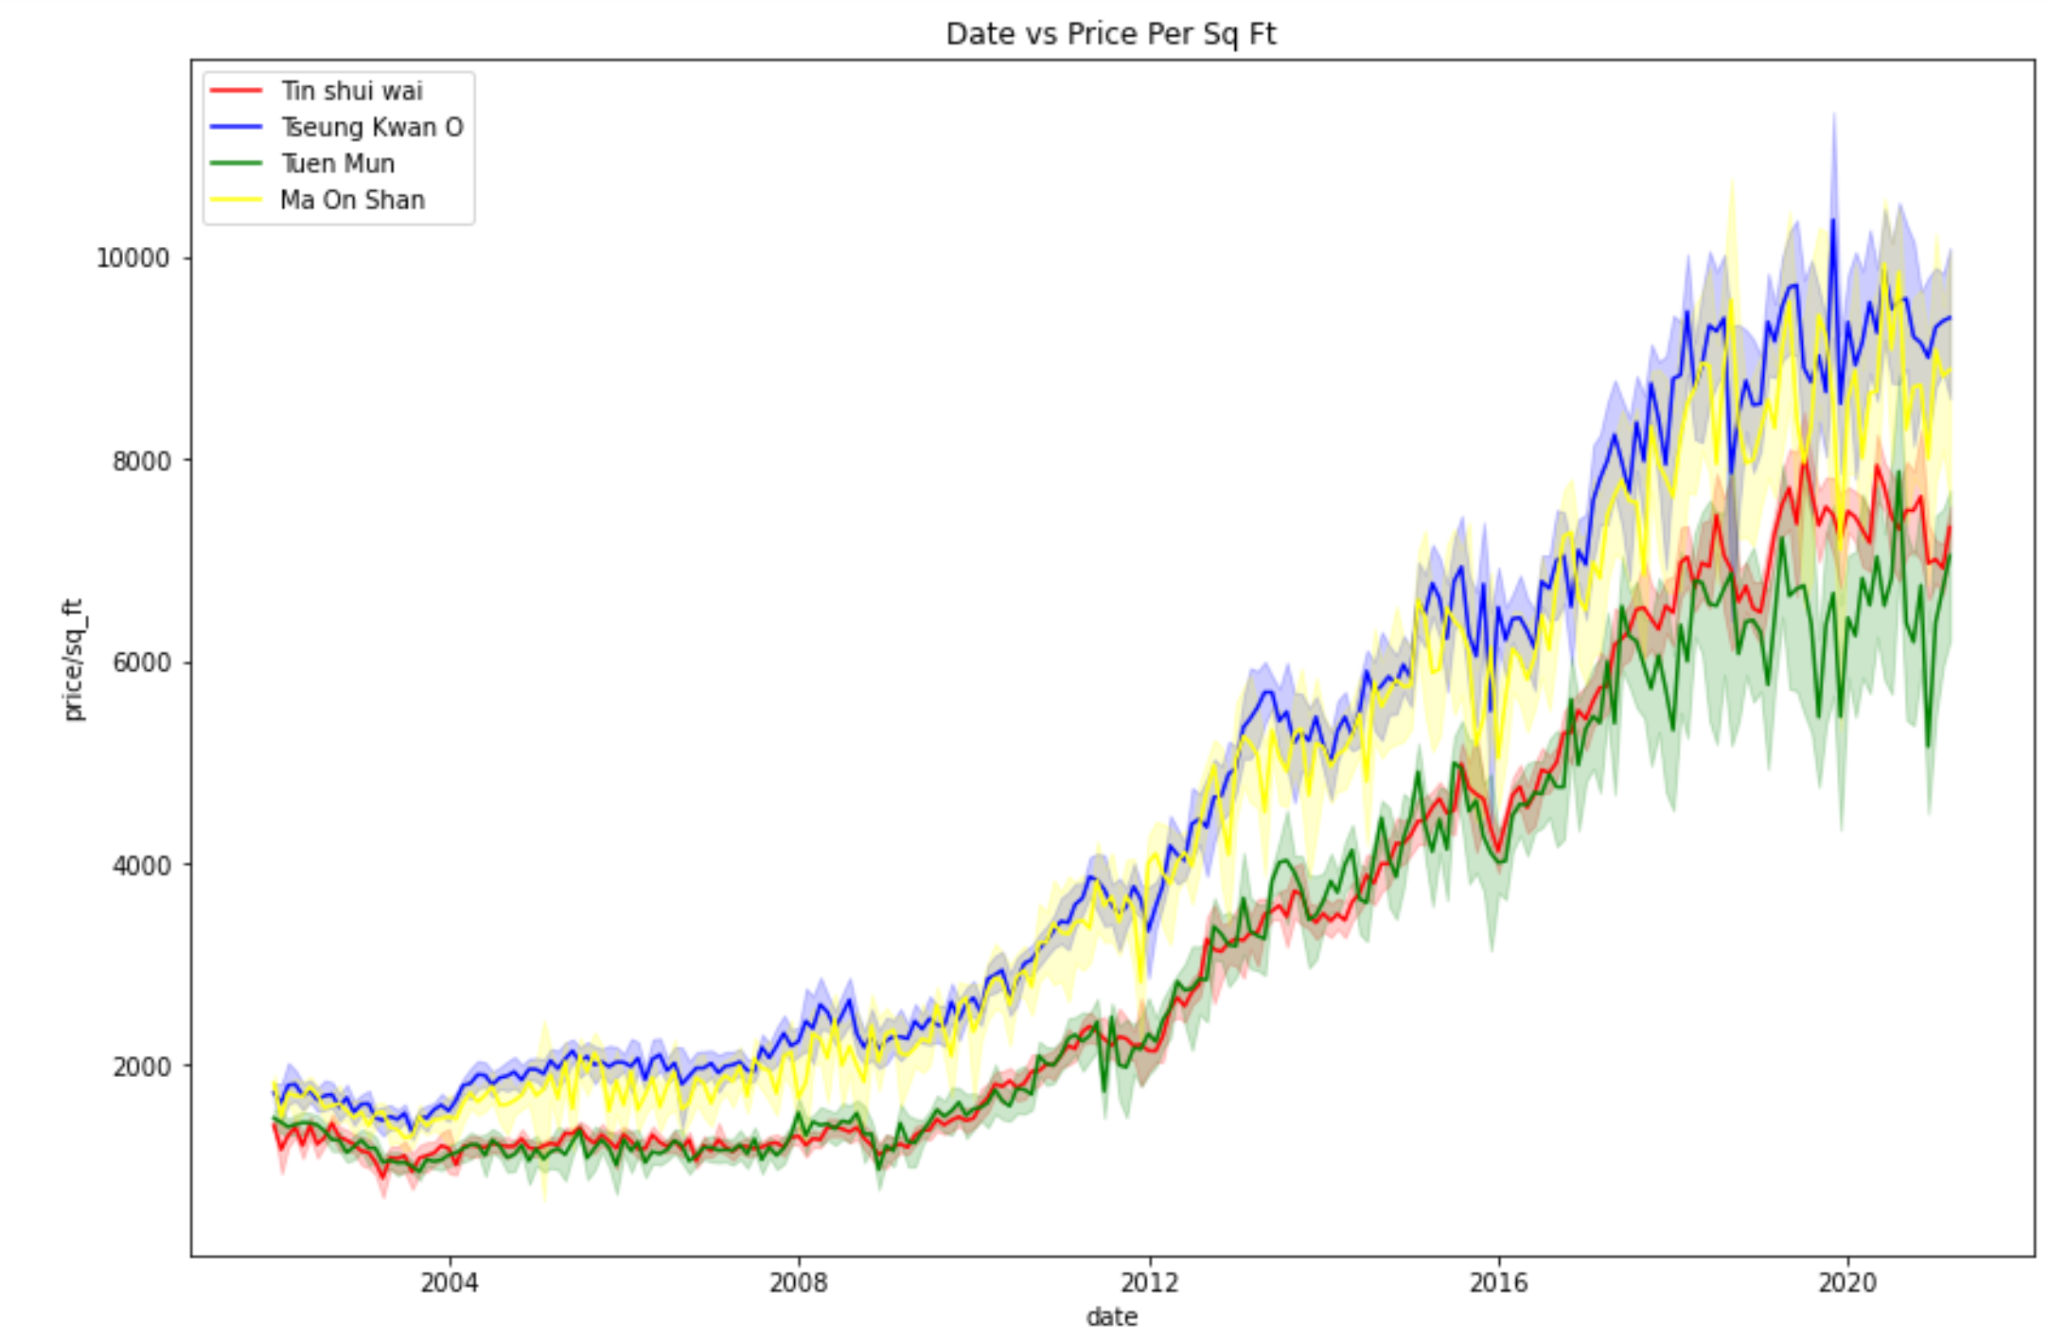 Date vs Price Per Sq Ft
Tin shui wai
Tseung Kwan O
Tuen Mun
Ma On Shan
10000
8000
6000
4000
2000
price/sq_ft
2004 2008 2012 2016 2020
date